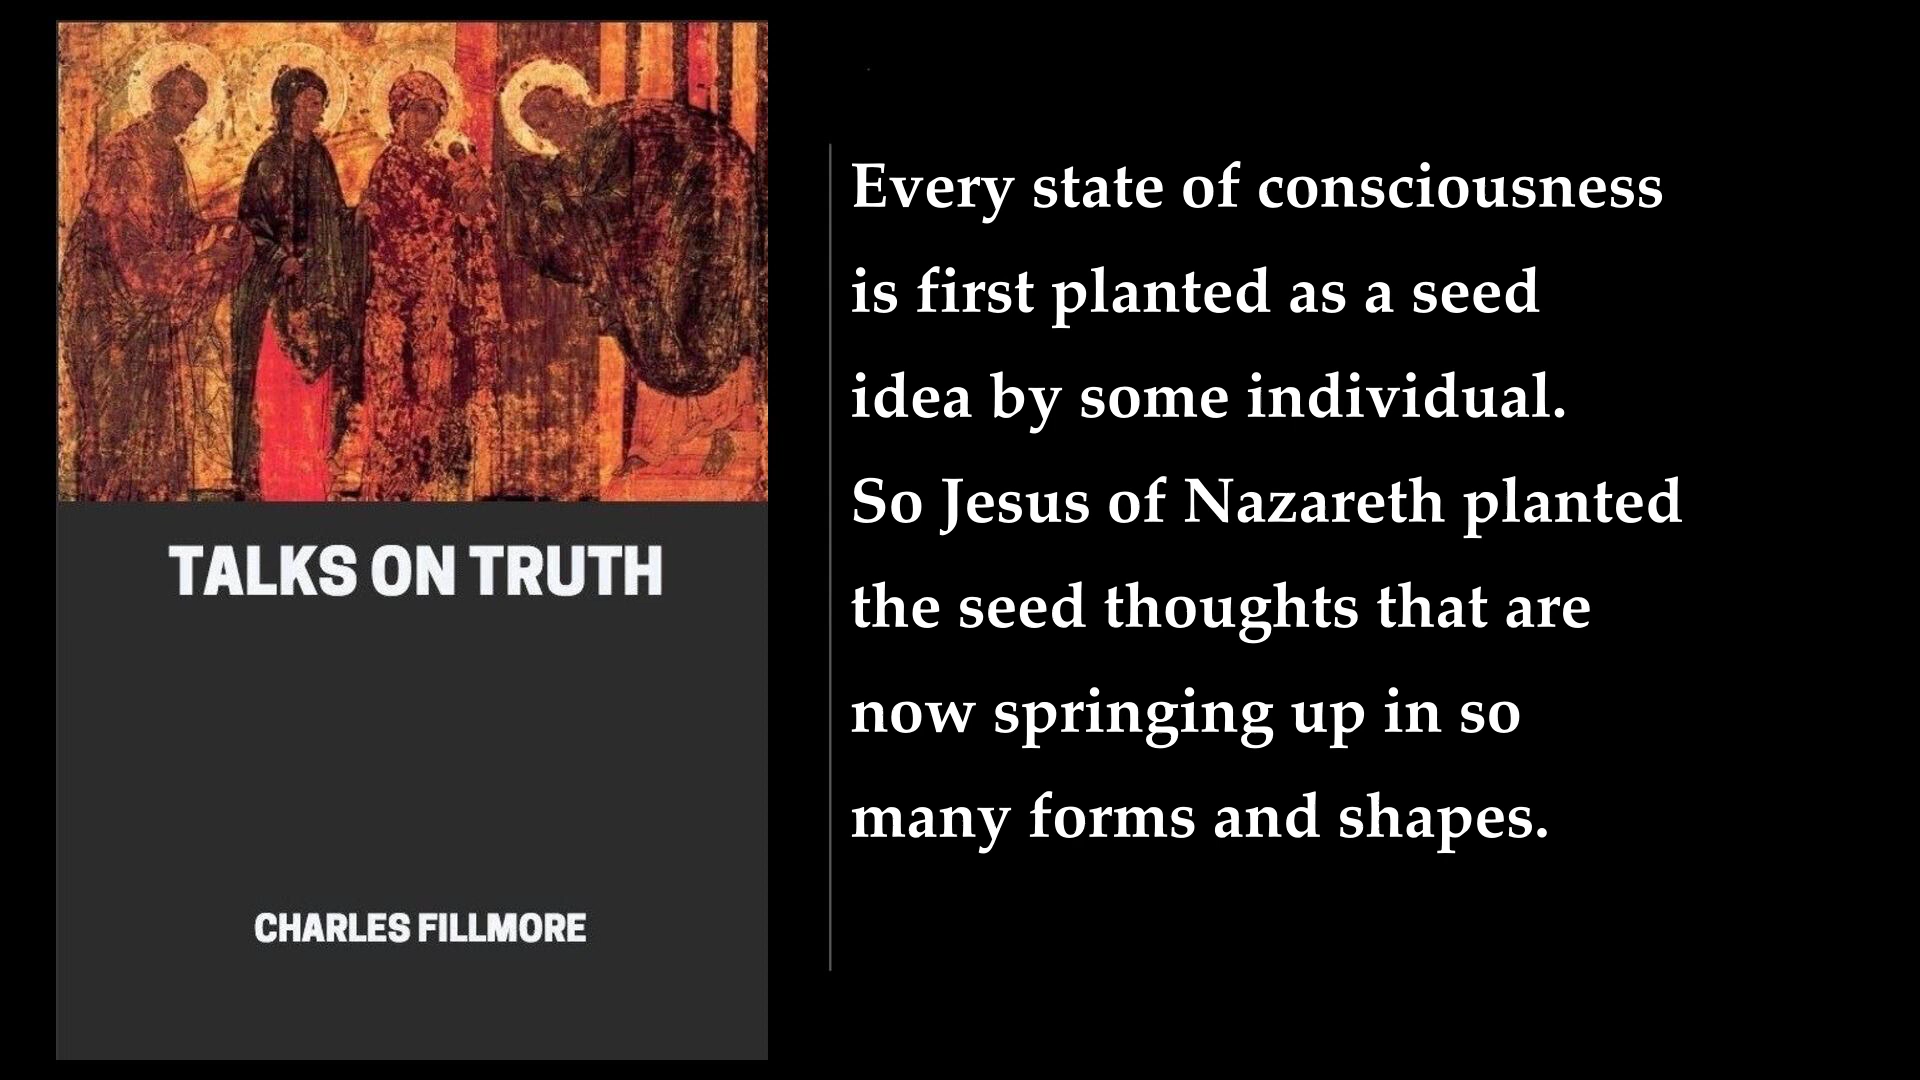 TALKS ON TRUTH
CHARLES FILLMORE
Every state of consciousness
is first planted as a seed
idea by some individual.
So Jesus of Nazareth planted
the seed thoughts that are
now springing up in so
many forms and shapes.